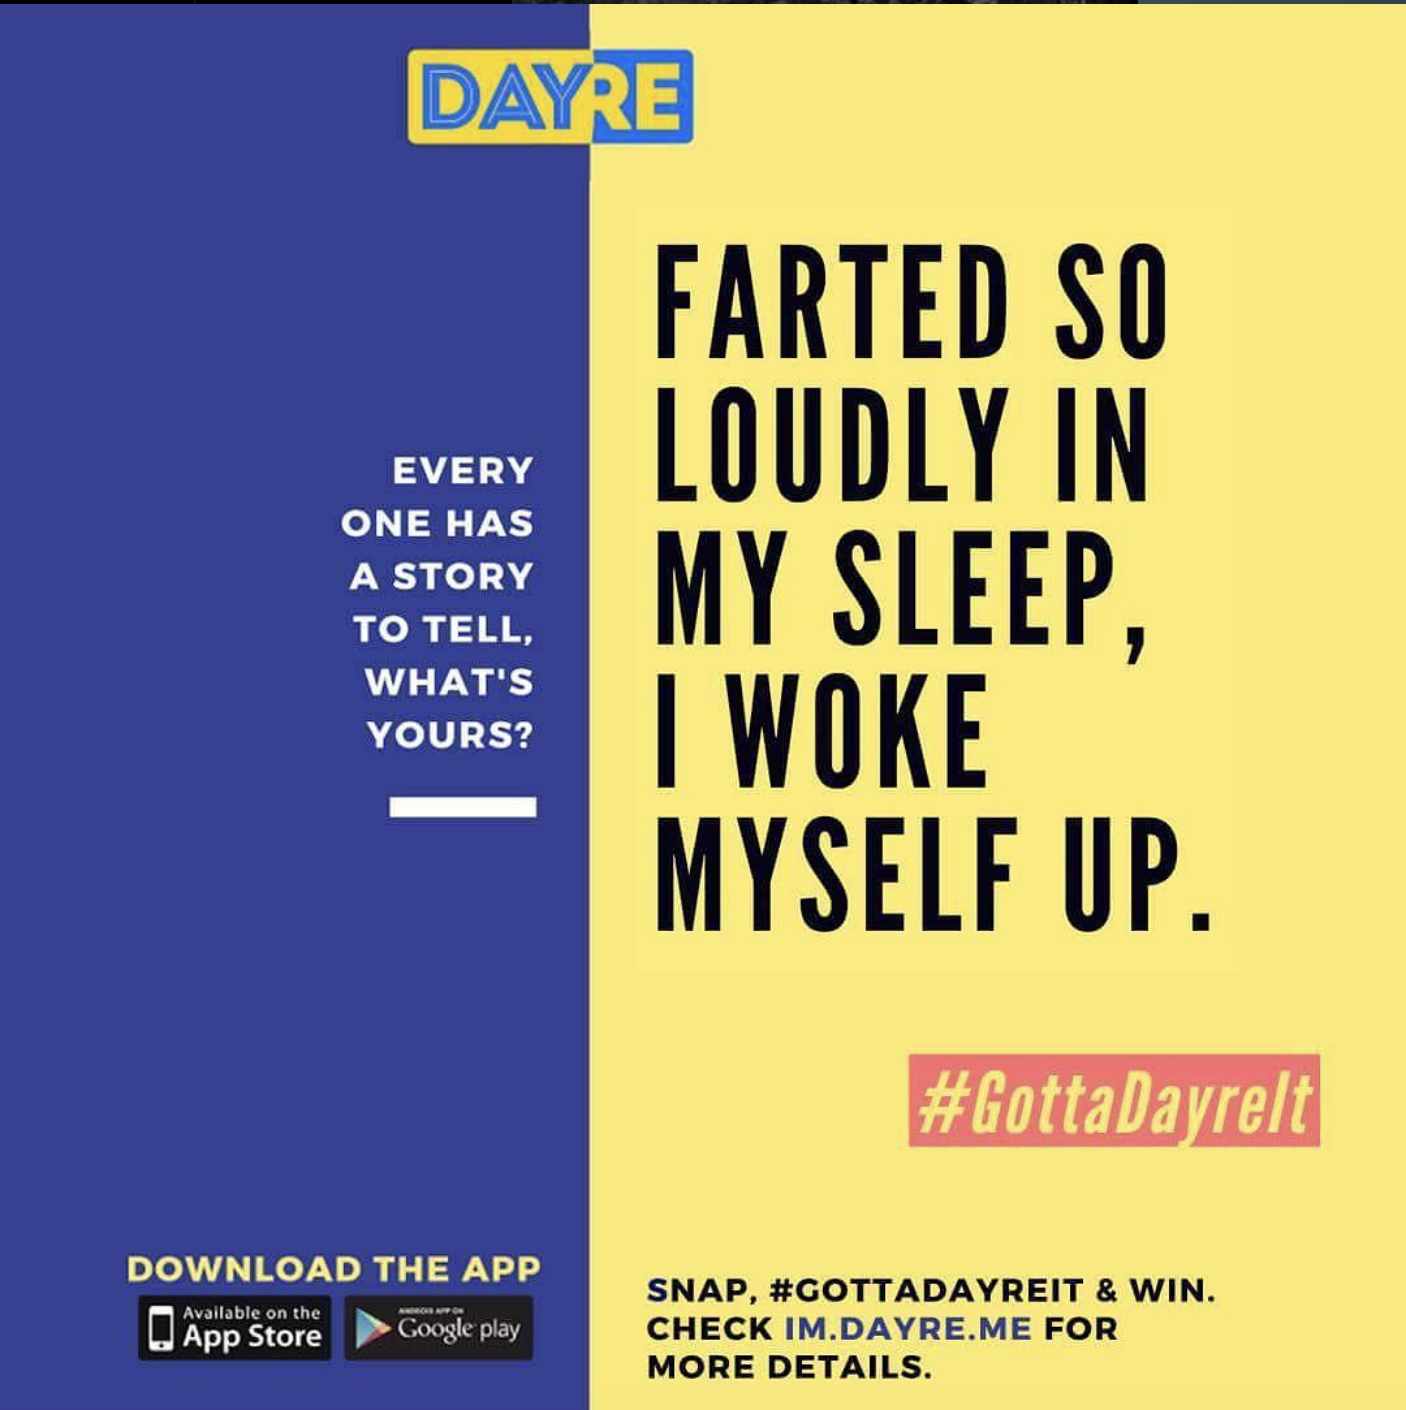 DAYRE
EVERY
ONE HAS
A STORY
TO TELL,
WHAT'S
YOURS?
FARTED SO
LOUDLY IN
MY SLEEP,
I WOKE
MYSELF UP.
#GottaDayreIt
DOWNLOAD THE APP
Available on the
App Store
ANDROID APP ON
Google play
SNAP, #GOTTADAYREIT & WIN.
CHECK IM.DAYRE.ME FOR
MORE DETAILS.